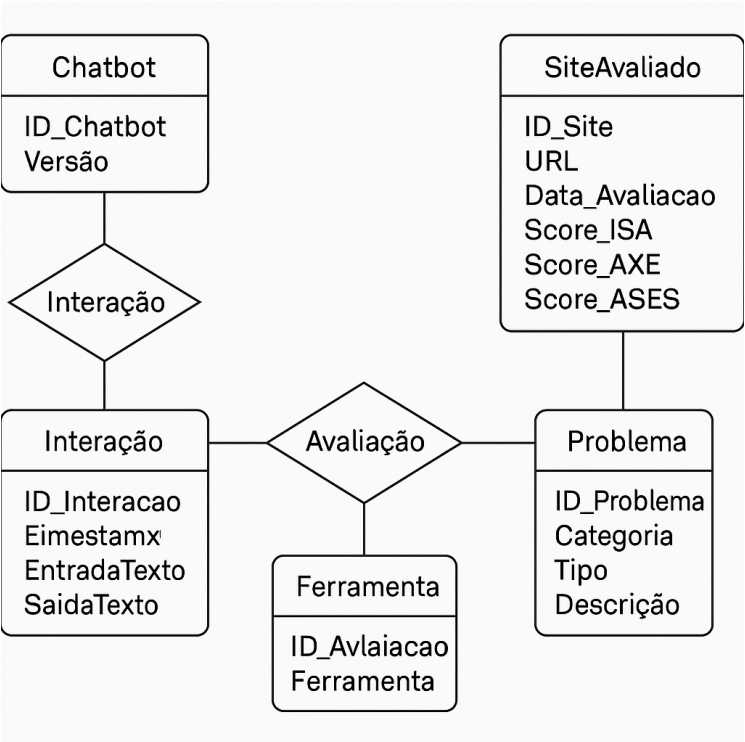 Chatbot
ID_Chatbot
Versão
SiteAvaliado
ID_Site
URL
Data_Avaliacao
Score_ISA
Score_AXE
Score_ASES
Interação
Interação
ID_Interacao
Eimestamx
EntradaTexto
SaidaTexto
Avaliação
Problema
ID_Problema
Categoria
Tipo
Descrição
Ferramenta
ID_Avlaiacao
Ferramenta